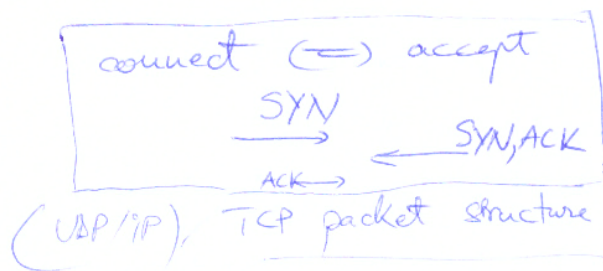 connect (=) accept
SYN
SYN,ACK
ACK
(UDP/IP), TCP packet structure